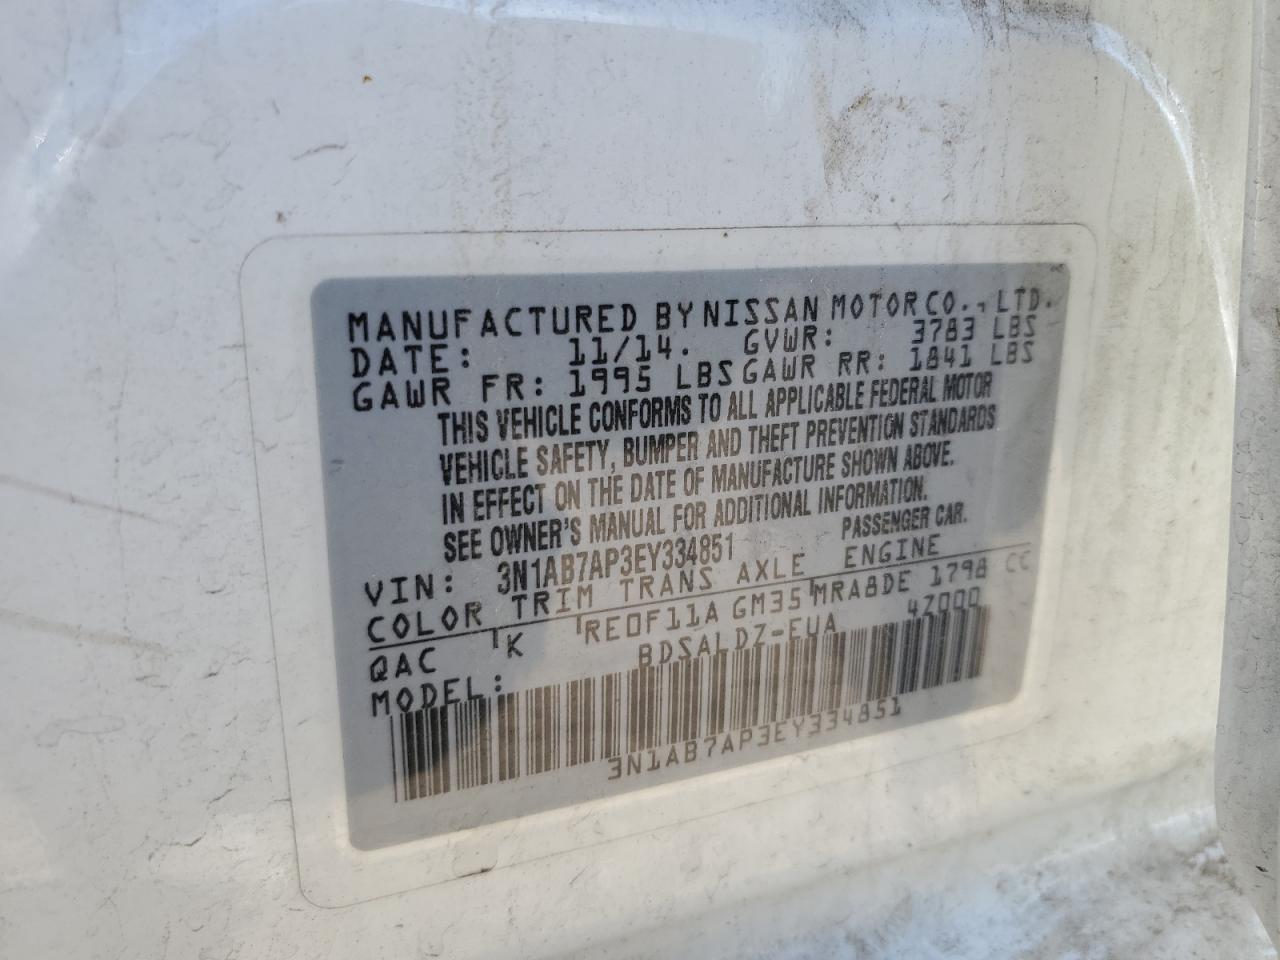 MANUFACTURED BY NISSAN MOTOR CO., LTD.
DATE: 11/14. GVWR: 3783 LBS
GAWR FR: 1995 LBS GAWR RR: 1841 LBS
THIS VEHICLE CONFORMS TO ALL APPLICABLE FEDERAL MOTOR
VEHICLE SAFETY, BUMPER AND THEFT PREVENTION STANDARDS
IN EFFECT ON THE DATE OF MANUFACTURE SHOWN ABOVE.
SEE OWNER'S MANUAL FOR ADDITIONAL INFORMATION.
VIN: 3N1AB7AP3EY334851 PASSENGER CAR.
COLOR TRIM TRANS AXLE ENGINE
QAC K RE0F11A GM35 MRA8DE 1798 CC
MODEL: BDSALDZ-EUA 4Z000
3N1AB7AP3EY334851